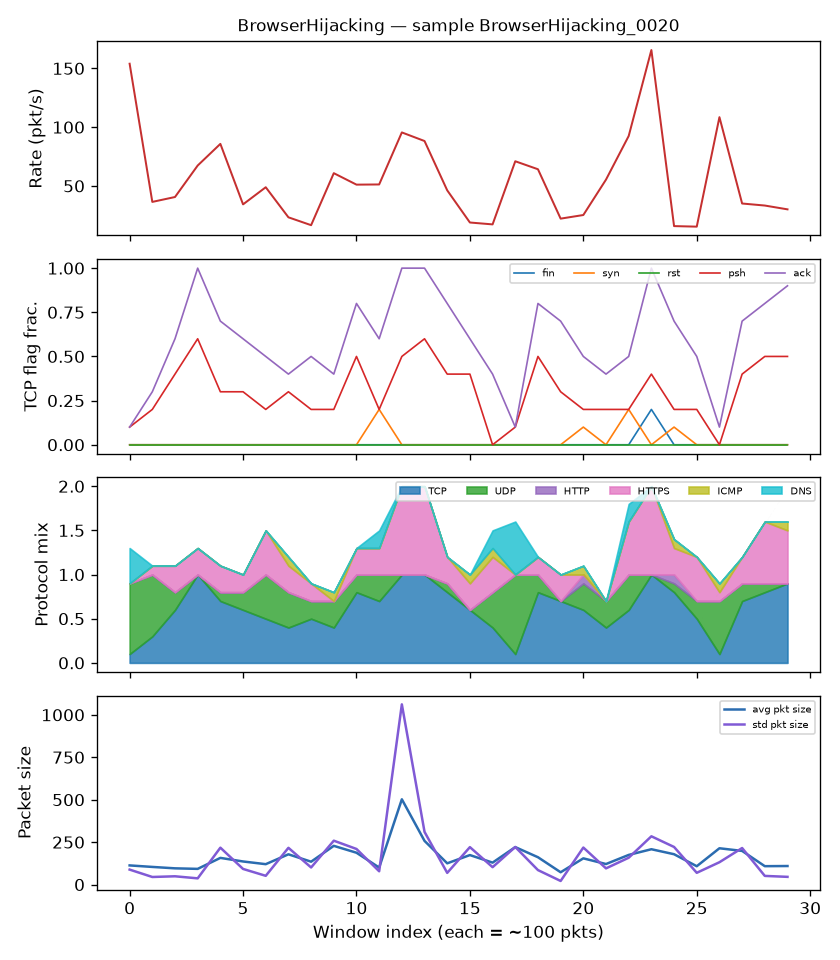 BrowserHijacking — sample BrowserHijacking_0020
Rate (pkt/s)
150
100
50
TCP flag frac.
1.00
0.75
0.50
0.25
0.00
fin syn rst psh ack
Protocol mix
2.0
1.5
1.0
0.5
0.0
TCP UDP HTTP HTTPS ICMP DNS
Packet size
1000
750
500
250
0
avg pkt size
std pkt size
0 5 10 15 20 25 30
Window index (each = ~100 pkts)